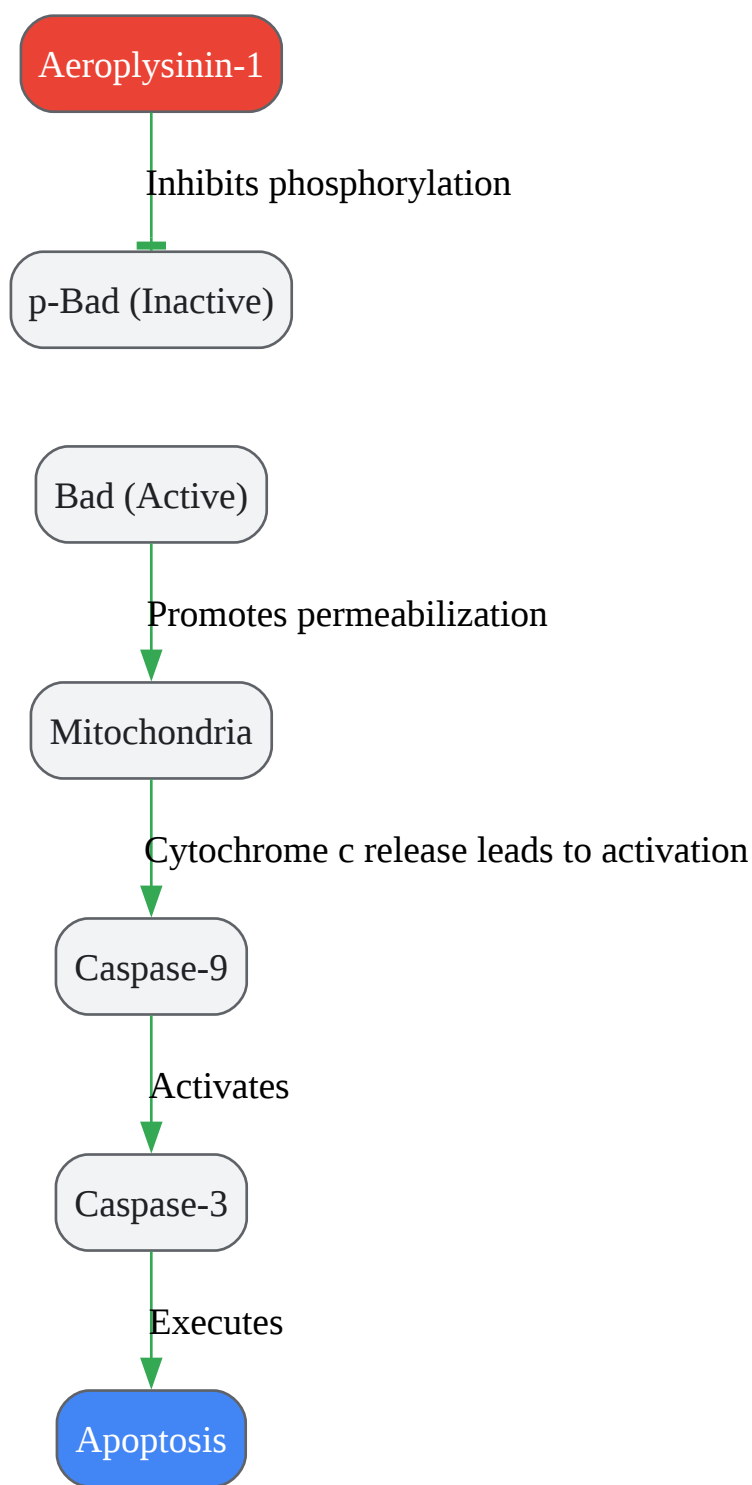 Aeroplysinin-1
Inhibits phosphorylation
p-Bad (Inactive)
Bad (Active)
Promotes permeabilization
Mitochondria
Cytochrome c release leads to activation
Caspase-9
Activates
Caspase-3
Executes
Apoptosis